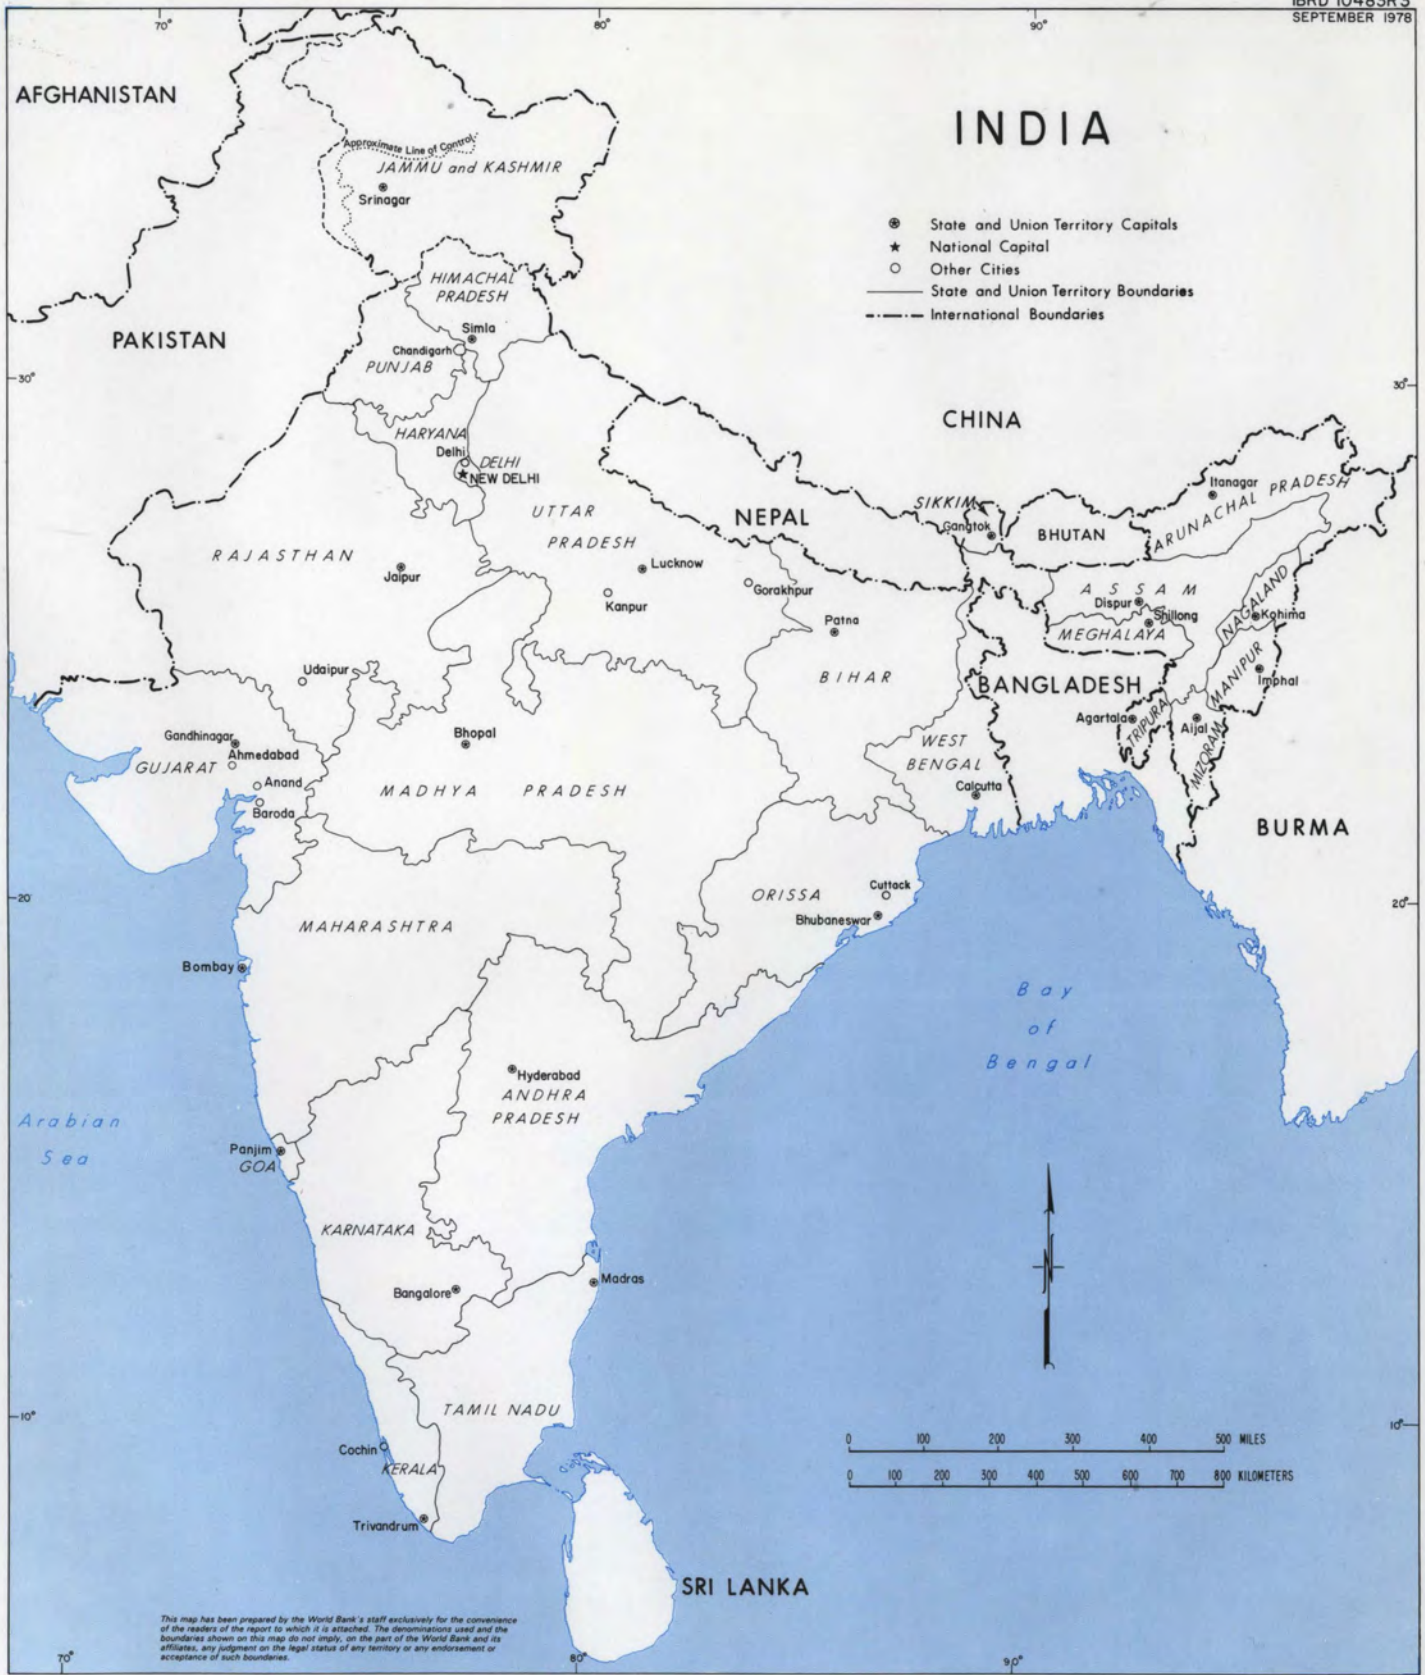 IBRD 10483R3
SEPTEMBER 1978
70°
80°
90°
AFGHANISTAN
INDIA
Approximate Line of Control
JAMMU and KASHMIR
Srinagar
State and Union Territory Capitals
National Capital
Other Cities
State and Union Territory Boundaries
International Boundaries
HIMACHAL
PRADESH
PAKISTAN
Simla
Chandigarh
PUNJAB
30°
30°
CHINA
HARYANA
Delhi
DELHI
NEW DELHI
Itanagar
ARUNACHAL PRADESH
SIKKIM
Gangtok
UTTAR
PRADESH
NEPAL
BHUTAN
RAJASTHAN
Jaipur
Lucknow
Kanpur
Gorakhpur
ASSAM
Dispur
Shillong
NAGALAND
Kohima
MEGHALAYA
Patna
Udaipur
BIHAR
BANGLADESH
MANIPUR
Imphal
Agartala
TRIPURA
Aijal
MIZORAM
Gandhinagar
Ahmedabad
GUJARAT
Anand
Baroda
Bhopal
MADHYA PRADESH
WEST
BENGAL
Calcutta
BURMA
20°
20°
ORISSA
Cuttack
Bhubaneswar
MAHARASHTRA
Bombay
Bay
of
Bengal
Hyderabad
ANDHRA
PRADESH
Arabian
Sea
Panjim
GOA
KARNATAKA
Bangalore
Madras
TAMIL NADU
10°
10°
Cochin
KERALA
Trivandrum
0 100 200 300 400 500 MILES
0 100 200 300 400 500 600 700 800 KILOMETERS
SRI LANKA
This map has been prepared by the World Bank's staff exclusively for the convenience
of the readers of the report to which it is attached. The denominations used and the
boundaries shown on this map do not imply, on the part of the World Bank and its
affiliates, any judgment on the legal status of any territory or any endorsement or
acceptance of such boundaries.
70°
80°
90°